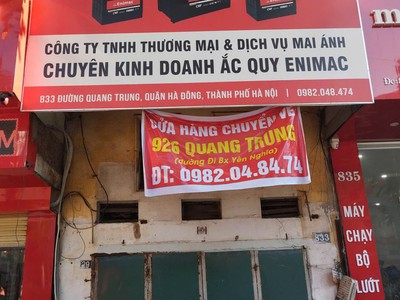 Enimac
CÔNG TY TNHH THƯƠNG MẠI & DỊCH VỤ MAI ÁNH
CHUYÊN KINH DOANH ẮC QUY ENIMAC
833 ĐƯỜNG QUANG TRUNG, QUẬN HÀ ĐÔNG, THÀNH PHỐ HÀ NỘI | 0982.048.474
CỬA HÀNG CHUYỂN VỀ
926 QUANG TRUNG
(đường Đi Bx Yên Nghĩa)
ĐT: 0982.04.84.74
833
835
MÁY
CHẠY
BỘ
LƯỚT